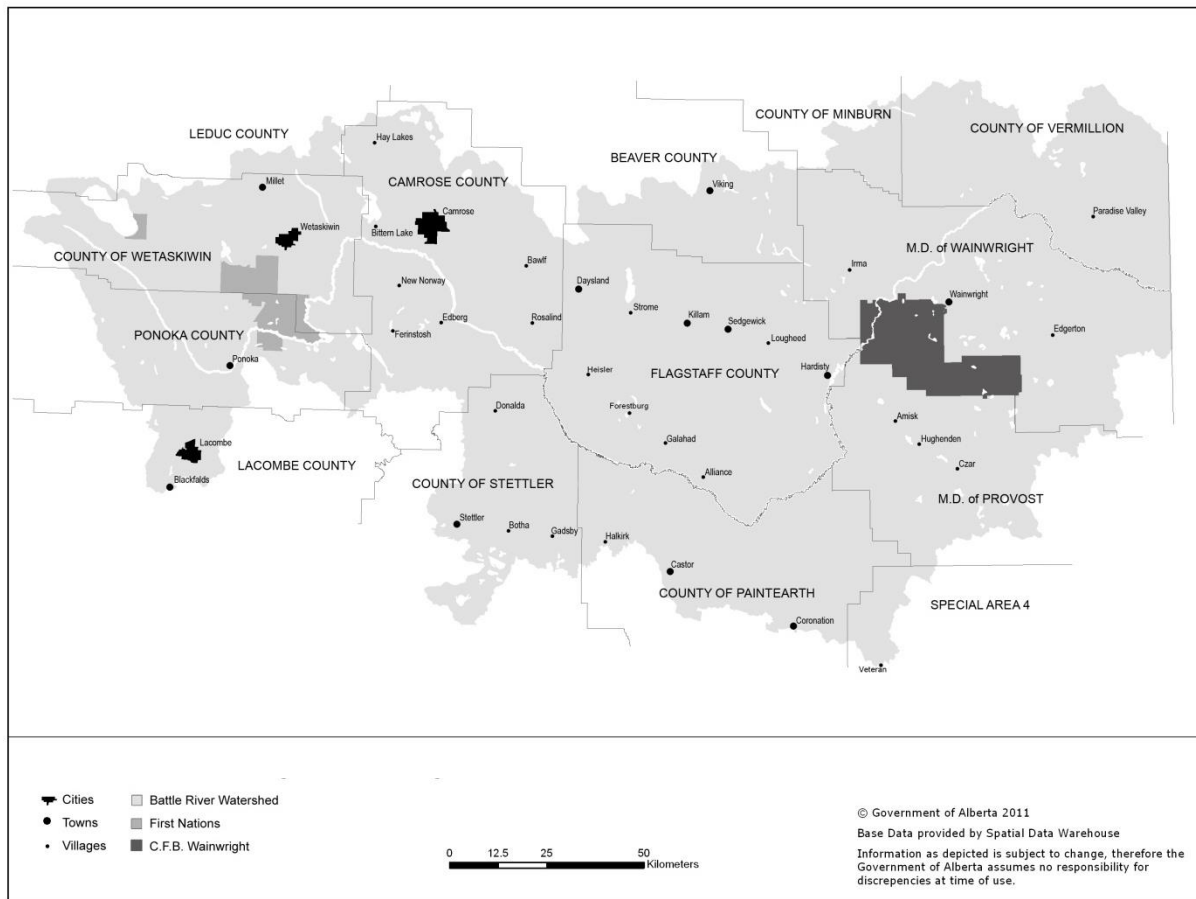 COUNTY OF MINBURN
LEDUC COUNTY
Hay Lakes
COUNTY OF VERMILLION
BEAVER COUNTY
Millet
CAMROSE COUNTY
Viking
Camrose
Paradise Valley
Wetaskiwin
Bittern Lake
M.D. of WAINWRIGHT
COUNTY OF WETASKIWIN
Bawlf
Irma
New Norway
Daysland
Wainwright
Strome
Killam
Sedgewick
Edberg
Rosalind
Ferinstosh
Edgerton
PONOKA COUNTY
Lougheed
Ponoka
Heisler
FLAGSTAFF COUNTY
Hardisty
Donalda
Forestburg
Amisk
Lacombe
Galahad
Hughenden
LACOMBE COUNTY
Czar
Blackfalds
COUNTY OF STETTLER
Alliance
M.D. of PROVOST
Stettler
Botha
Gadsby
Halkirk
Castor
COUNTY OF PAINTEARTH
SPECIAL AREA 4
Coronation
Veteran
Cities
Towns
Villages
Battle River Watershed
First Nations
C.F.B. Wainwright
0 12.5 25 50
Kilometers
© Government of Alberta 2011
Base Data provided by Spatial Data Warehouse
Information as depicted is subject to change, therefore the
Government of Alberta assumes no responsibility for
discrepencies at time of use.